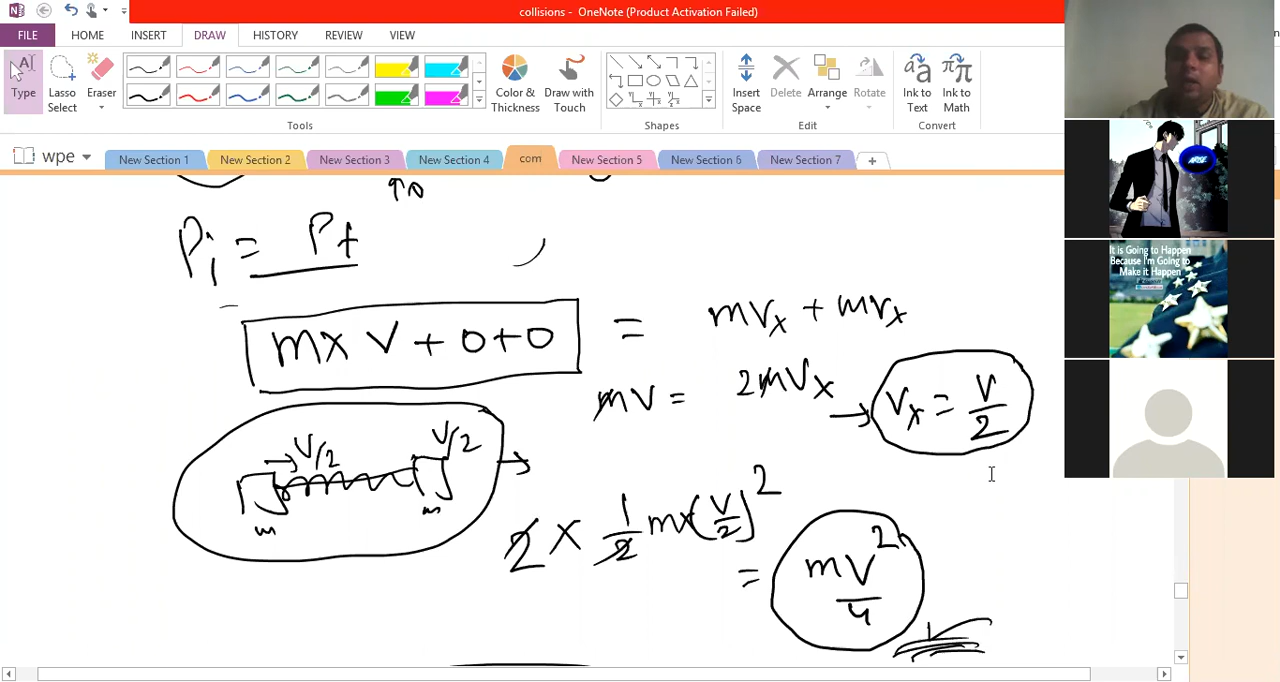 collisions - OneNote (Product Activation Failed)
FILE HOME INSERT DRAW HISTORY REVIEW VIEW
Type
Lasso Select
Eraser
Color & Thickness
Draw with Touch
Insert Space
Delete
Arrange
Rotate
Ink to Text
Ink to Math
Tools Shapes Edit Convert
wpe New Section 1 New Section 2 New Section 3 New Section 4 com New Section 5 New Section 6 New Section 7
It is Going to Happen
Because I'm Going to
Make it Happen
Pi = Pf
mx V + 0 + 0 = mVx + mVx
mV = 2mVx → Vx = V/2
V/2 V/2
m m
2 x 1/2 mx(V/2)^2
= mV^2/4